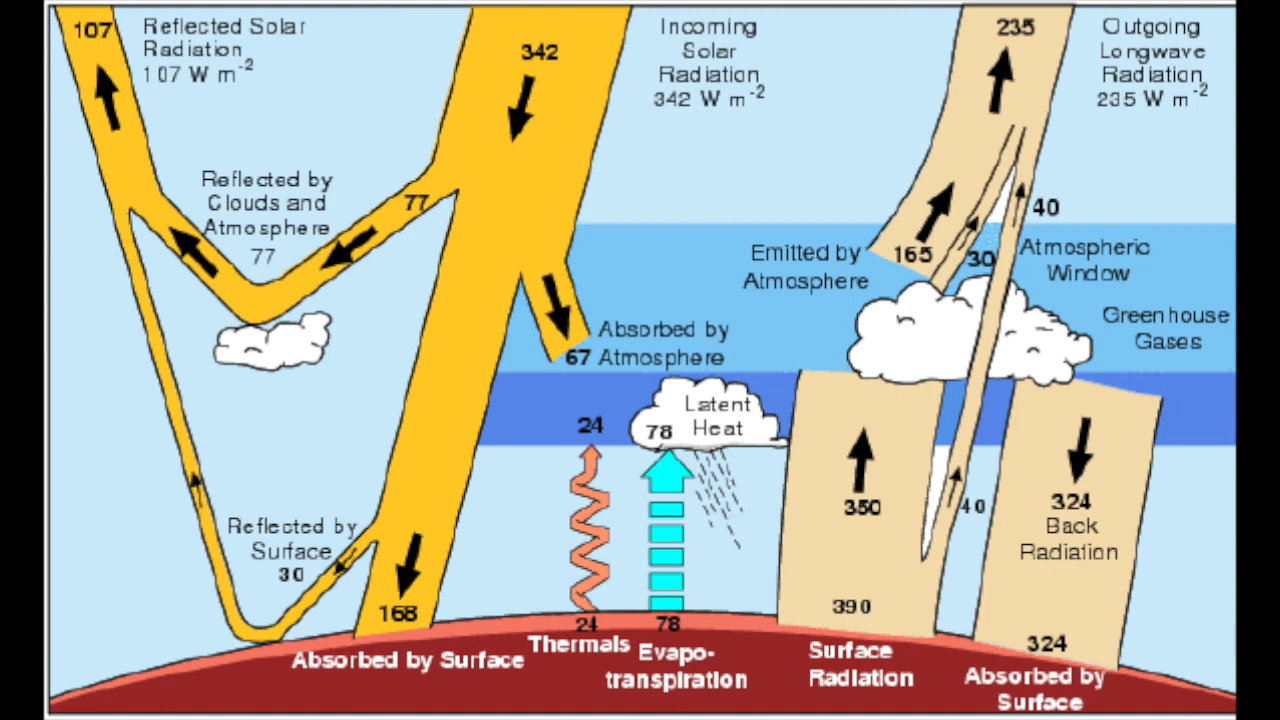 107
Reflected Solar
Radiation
107 W m-2
342
Incoming
Solar
Radiation
342 W m-2
235
Outgoing
Longwave
Radiation
235 W m-2
Reflected by
Clouds and
Atmosphere
77
77
Emitted by
Atmosphere
165
30
40
Atmospheric
Window
Greenhouse
Gases
Absorbed by
67 Atmosphere
24
78
Latent
Heat
350
40
324
Back
Radiation
Reflected by
Surface
30
168
390
324
24
78
Absorbed by Surface
Thermals
Evapo-
transpiration
Surface
Radiation
Absorbed by
Surface